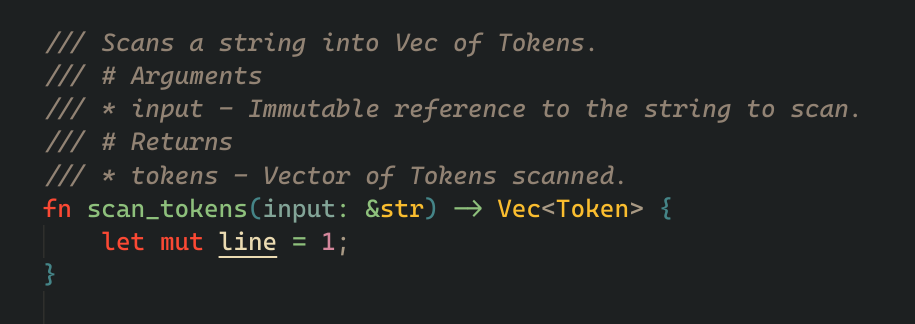 /// Scans a string into Vec of Tokens.
/// # Arguments
/// * input - Immutable reference to the string to scan.
/// # Returns
/// * tokens - Vector of Tokens scanned.
fn scan_tokens(input: &str) -> Vec<Token> {
    let mut line = 1;
}